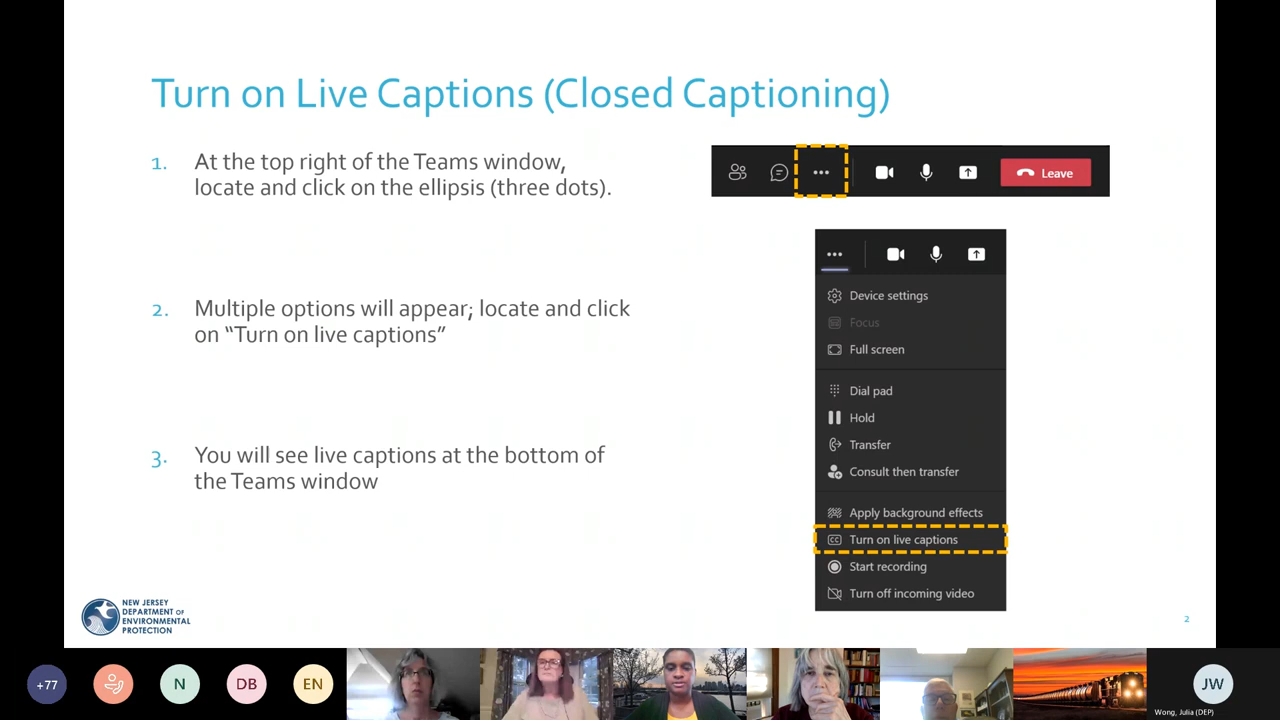 Turn on Live Captions (Closed Captioning)
1. At the top right of the Teams window,
locate and click on the ellipsis (three dots).
Leave
2. Multiple options will appear; locate and click
on “Turn on live captions”
3. You will see live captions at the bottom of
the Teams window
Device settings
Focus
Full screen
Dial pad
Hold
Transfer
Consult then transfer
Apply background effects
CC Turn on live captions
Start recording
Turn off incoming video
NEW JERSEY
DEPARTMENT OF
ENVIRONMENTAL
PROTECTION
2
+77
N
DB
EN
JW
Wong, Julia (DEP)